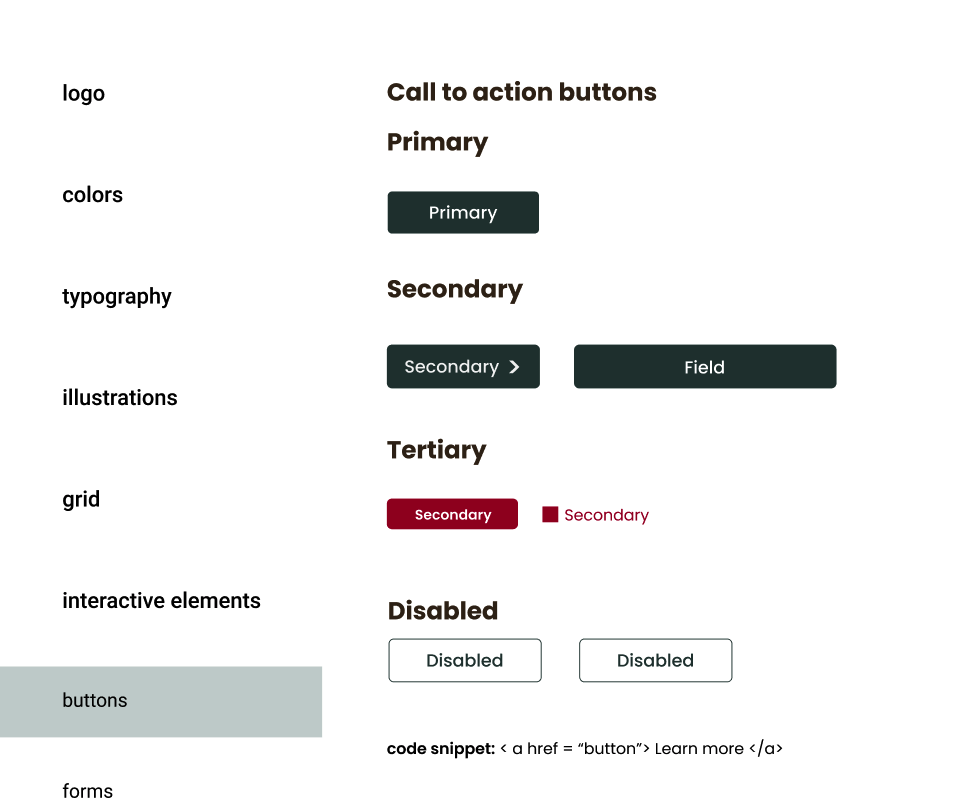 logo
colors
typography
illustrations
grid
interactive elements
buttons
forms
Call to action buttons
Primary
Primary
Secondary
Secondary
Field
Tertiary
Secondary
Secondary
Disabled
Disabled
Disabled
code snippet: < a href = “button”> Learn more </a>